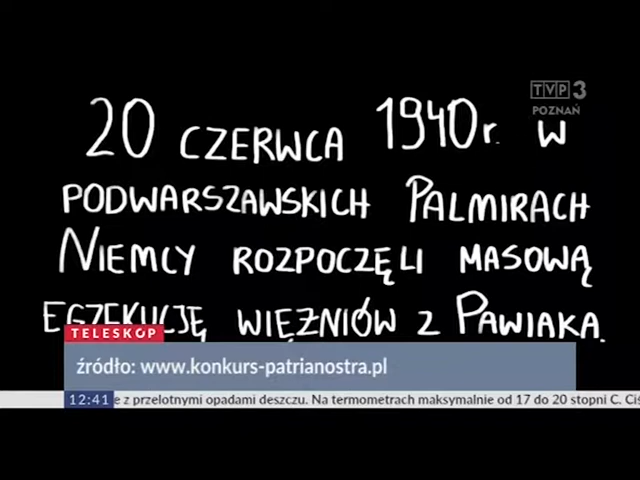 TVP3
POZNAŃ
20 CZERWCA 1940r. W
PODWARSZAWSKICH PALMIRACH
NIEMCY ROZPOCZĘLI MASOWĄ
EGZEKUCJĘ WIĘŹNIÓW Z PAWIAKA.
TELESKOP
źródło: www.konkurs-patrianostra.pl
12:41 e z przelotnymi opadami deszczu. Na termometrach maksymalnie od 17 do 20 stopni C. Ciś